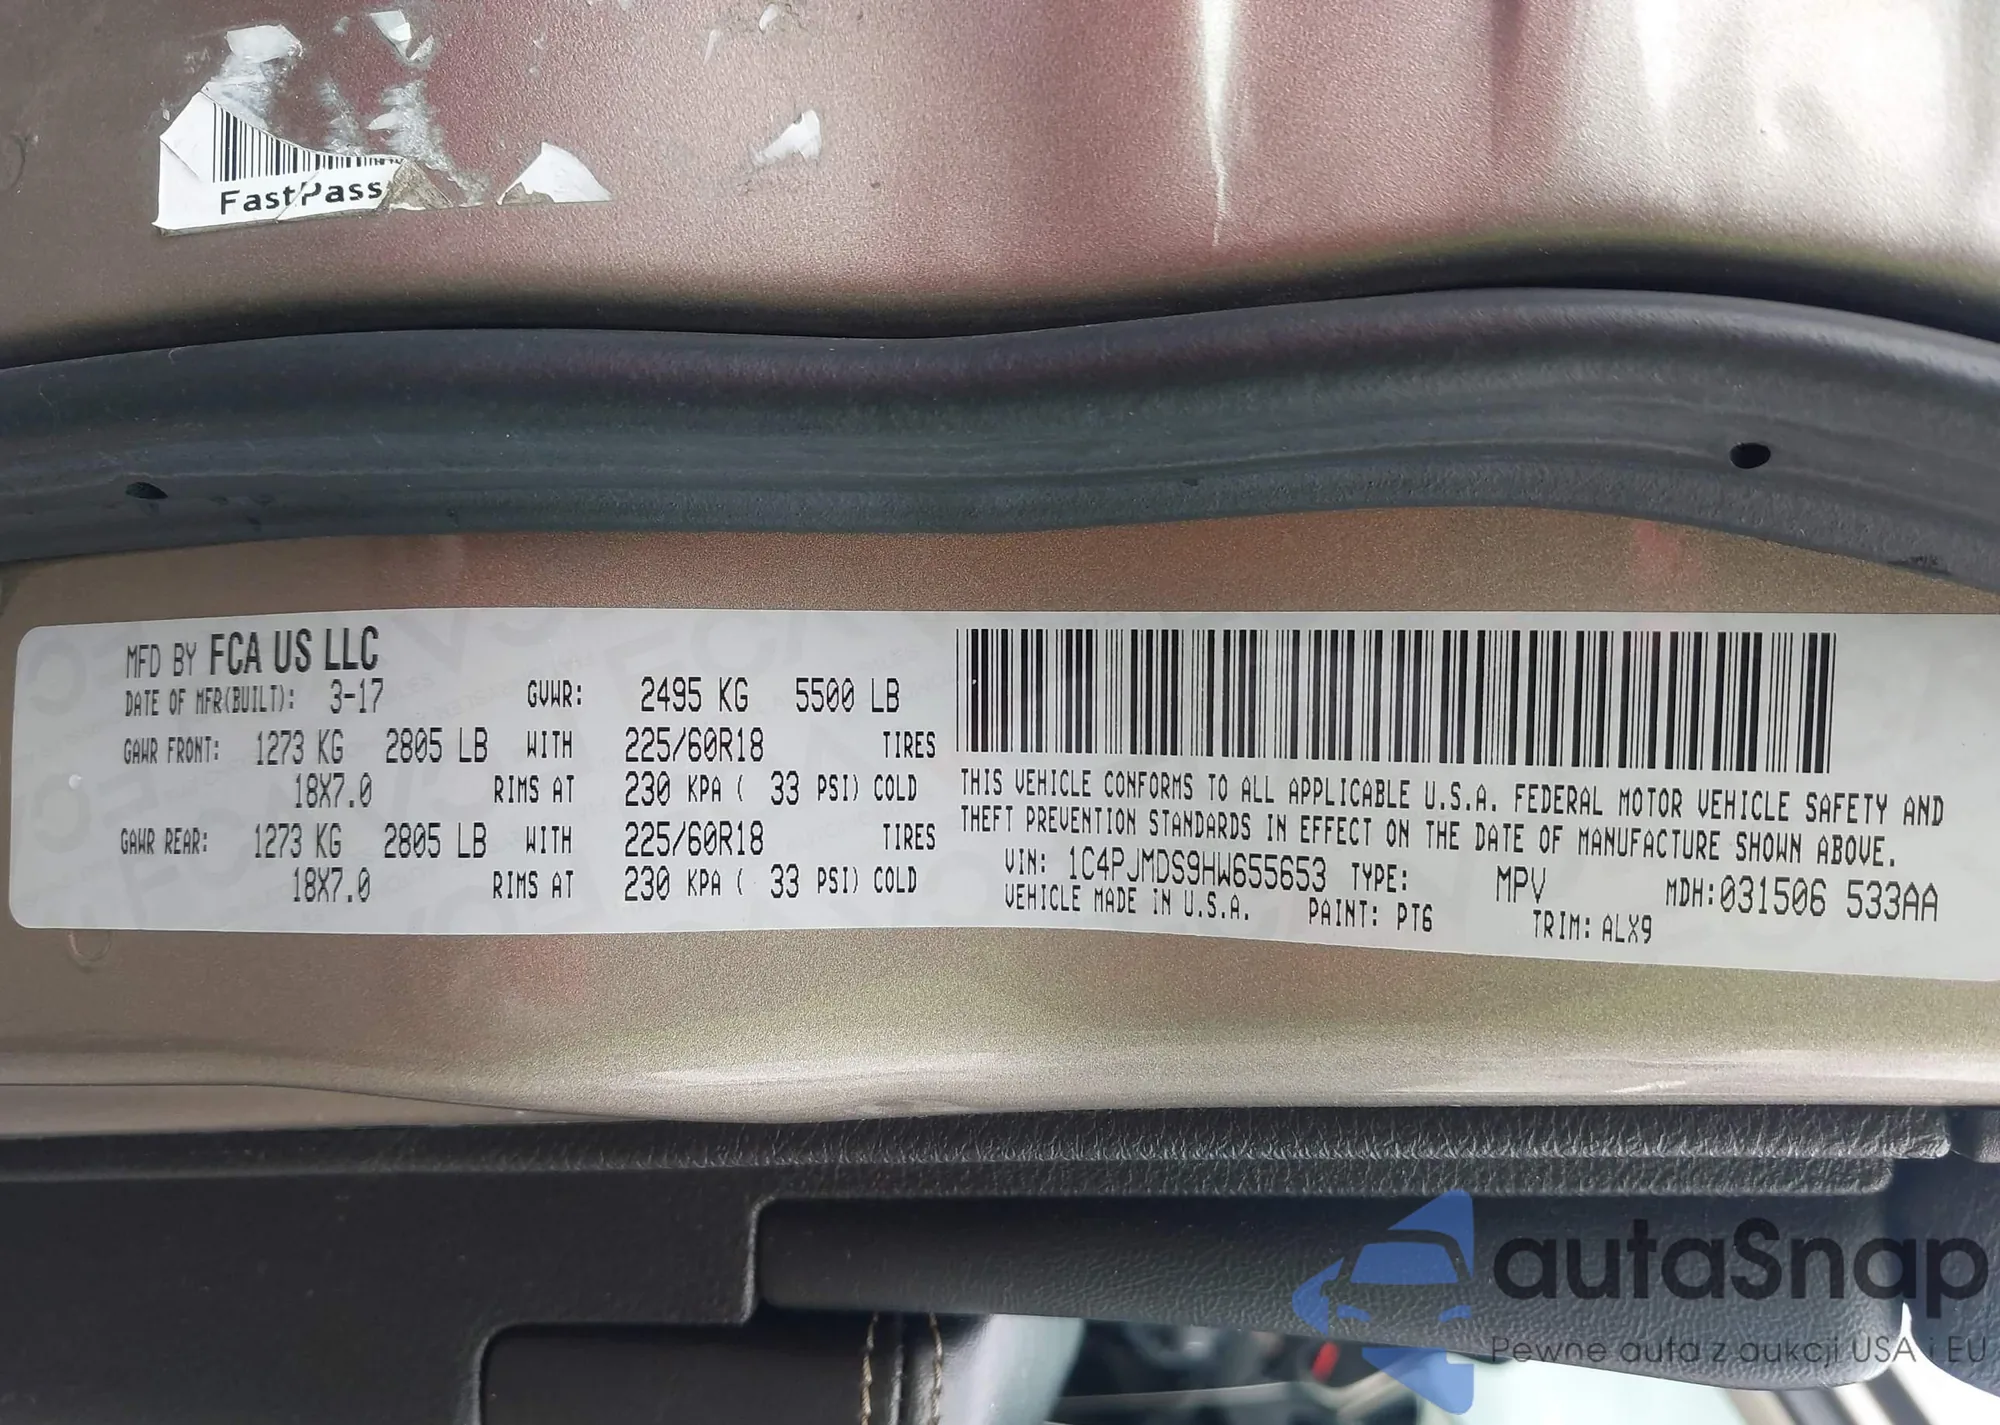 FastPass
MFD BY FCA US LLC
DATE OF MFR(BUILT): 3-17 GVWR: 2495 KG 5500 LB
GAWR FRONT: 1273 KG 2805 LB WITH 225/60R18 TIRES
18X7.0 RIMS AT 230 KPA ( 33 PSI) COLD
GAWR REAR: 1273 KG 2805 LB WITH 225/60R18 TIRES
18X7.0 RIMS AT 230 KPA ( 33 PSI) COLD
THIS VEHICLE CONFORMS TO ALL APPLICABLE U.S.A. FEDERAL MOTOR VEHICLE SAFETY AND
THEFT PREVENTION STANDARDS IN EFFECT ON THE DATE OF MANUFACTURE SHOWN ABOVE.
VIN: 1C4PJMDS9HW655653 TYPE: MPV MDH:031506 533AA
VEHICLE MADE IN U.S.A. PAINT: PT6 TRIM: ALX9
autaSnap
Pewne auta z aukcji USA i EU